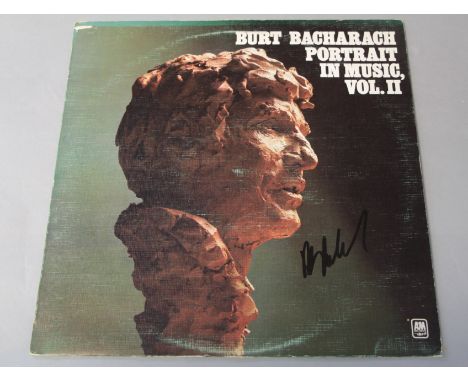 BURT BACHARACH
PORTRAIT
IN MUSIC,
VOL. II
A&M